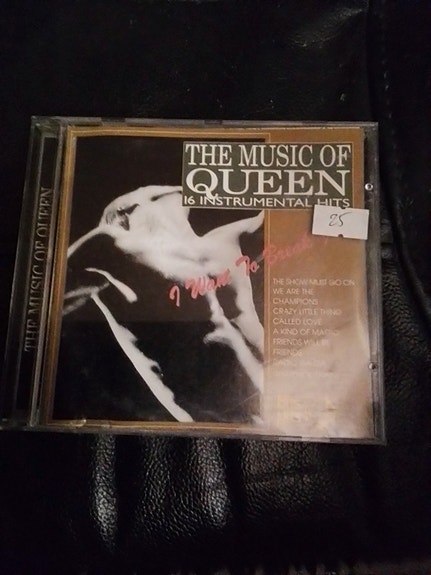 THE MUSIC OF QUEEN
THE MUSIC OF
QUEEN
16 INSTRUMENTAL HITS
25
I Want To Break
THE SHOW MUST GO ON
WE ARE THE
CHAMPIONS
CRAZY LITTLE THING
CALLED LOVE
A KIND OF MAGIC
FRIENDS WILL BE
FRIENDS
RADIO